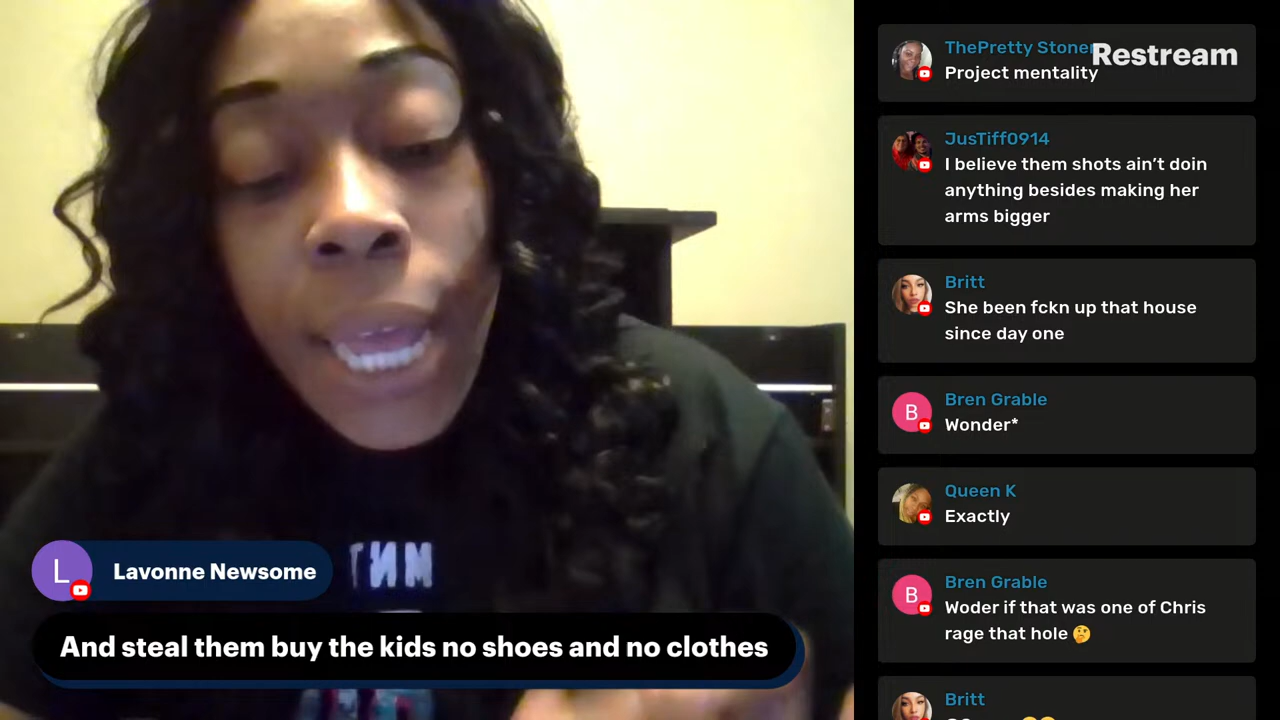 ThePretty Stoner
Restream
Project mentality
JusTiff0914
I believe them shots ain’t doin
anything besides making her
arms bigger
Britt
She been fckn up that house
since day one
B
Bren Grable
Wonder*
Queen K
Exactly
B
Bren Grable
Woder if that was one of Chris
rage that hole 🤔
Britt
L
Lavonne Newsome
And steal them buy the kids no shoes and no clothes